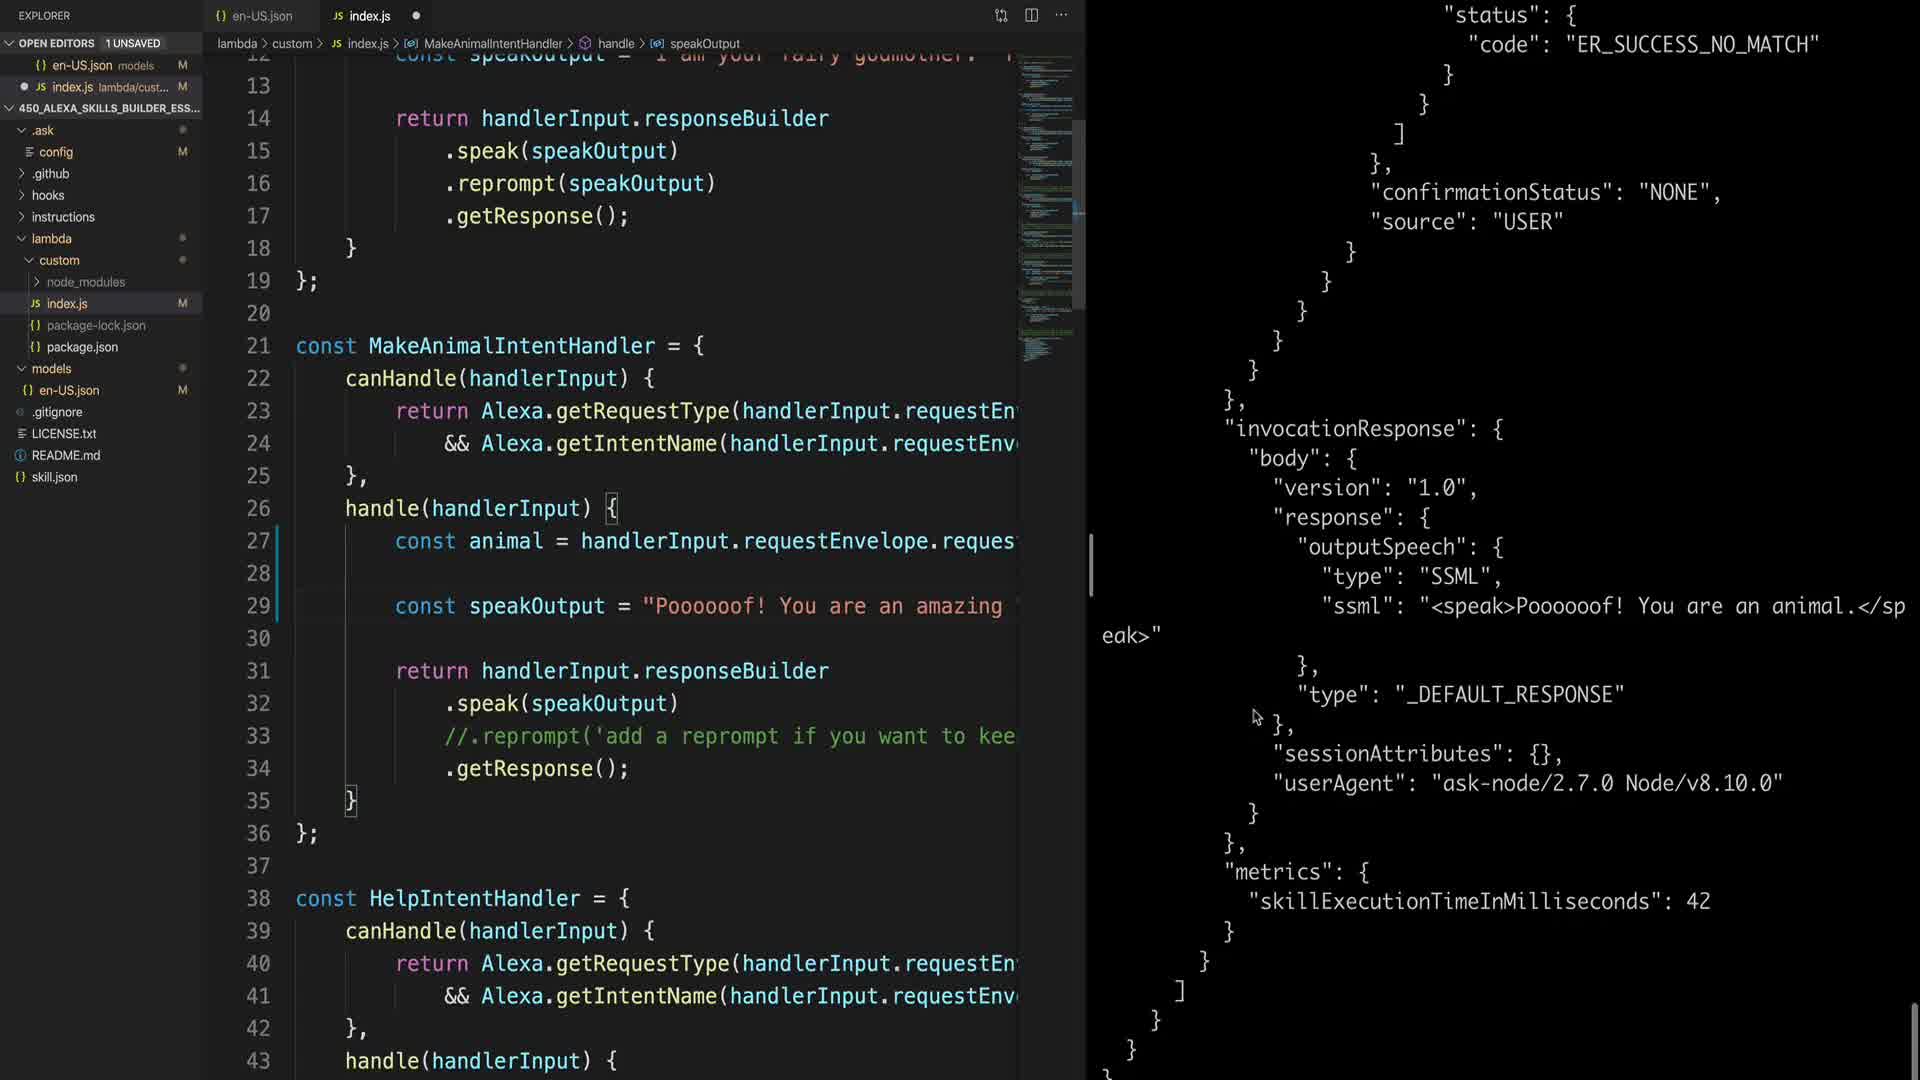 EXPLORER
OPEN EDITORS 1 UNSAVED
{} en-US.json models M
JS index.js lambda/cust... M
450_ALEXA_SKILLS_BUILDER_ESS...
.ask
config M
.github
hooks
instructions
lambda
custom
node_modules
JS index.js M
{} package-lock.json
{} package.json
models
{} en-US.json M
.gitignore
LICENSE.txt
README.md
{} skill.json
{} en-US.json
JS index.js
lambda > custom > JS index.js > MakeAnimalIntentHandler > handle > speakOutput
12 const speakOutput = "I am your fairy godmother.
13
14 return handlerInput.responseBuilder
15 .speak(speakOutput)
16 .reprompt(speakOutput)
17 .getResponse();
18 }
19 };
20
21 const MakeAnimalIntentHandler = {
22 canHandle(handlerInput) {
23 return Alexa.getRequestType(handlerInput.requestEn
24 && Alexa.getIntentName(handlerInput.requestEnv
25 },
26 handle(handlerInput) {
27 const animal = handlerInput.requestEnvelope.reques
28
29 const speakOutput = "Poooooof! You are an amazing
30
31 return handlerInput.responseBuilder
32 .speak(speakOutput)
33 //.reprompt('add a reprompt if you want to kee
34 .getResponse();
35 }
36 };
37
38 const HelpIntentHandler = {
39 canHandle(handlerInput) {
40 return Alexa.getRequestType(handlerInput.requestEn
41 && Alexa.getIntentName(handlerInput.requestEnv
42 },
43 handle(handlerInput) {
"status": {
"code": "ER_SUCCESS_NO_MATCH"
}
}
]
},
"confirmationStatus": "NONE",
"source": "USER"
}
}
}
}
}
},
"invocationResponse": {
"body": {
"version": "1.0",
"response": {
"outputSpeech": {
"type": "SSML",
"ssml": "<speak>Poooooof! You are an animal.</sp
eak>"
},
"type": "_DEFAULT_RESPONSE"
},
"sessionAttributes": {},
"userAgent": "ask-node/2.7.0 Node/v8.10.0"
}
},
"metrics": {
"skillExecutionTimeInMilliseconds": 42
}
}
]
}
}
}